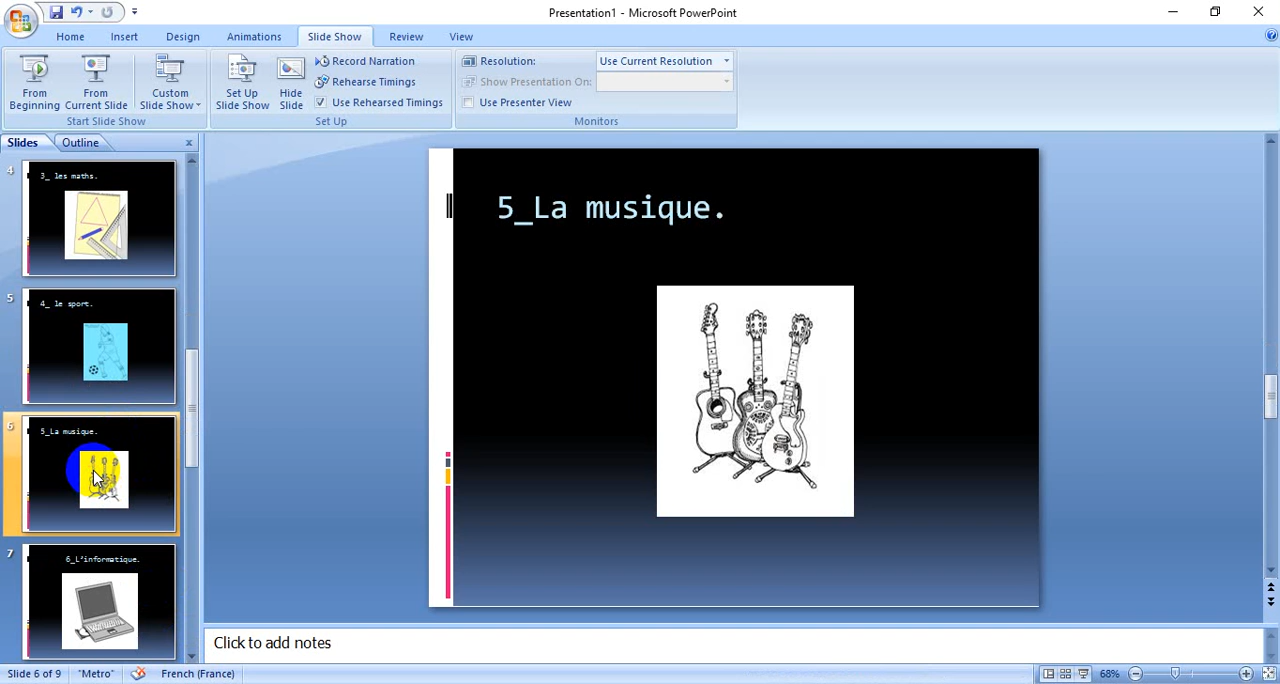 Presentation1 - Microsoft PowerPoint
Home Insert Design Animations Slide Show Review View
From Beginning
From Current Slide
Custom Slide Show
Start Slide Show
Set Up Slide Show
Hide Slide
Record Narration
Rehearse Timings
Use Rehearsed Timings
Set Up
Resolution: Use Current Resolution
Show Presentation On:
Use Presenter View
Monitors
Slides Outline
4
3_ les maths.
5
4_ le sport.
6
5_La musique.
7
6_L'informatique.
5_La musique.
Click to add notes
Slide 6 of 9 "Metro" French (France) 68%